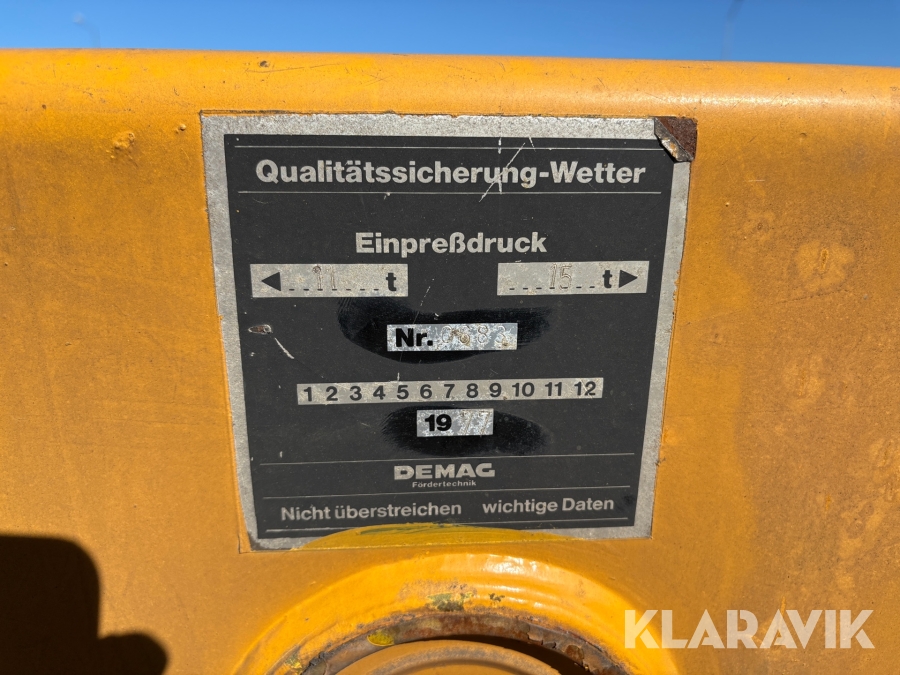 Qualitätssicherung-Wetter
Einpreßdruck
◄ ..11....t ...15..t ►
Nr.
1 2 3 4 5 6 7 8 9 10 11 12
1977
DEMAG
Fördertechnik
Nicht überstreichen wichtige Daten
KLARAVIK